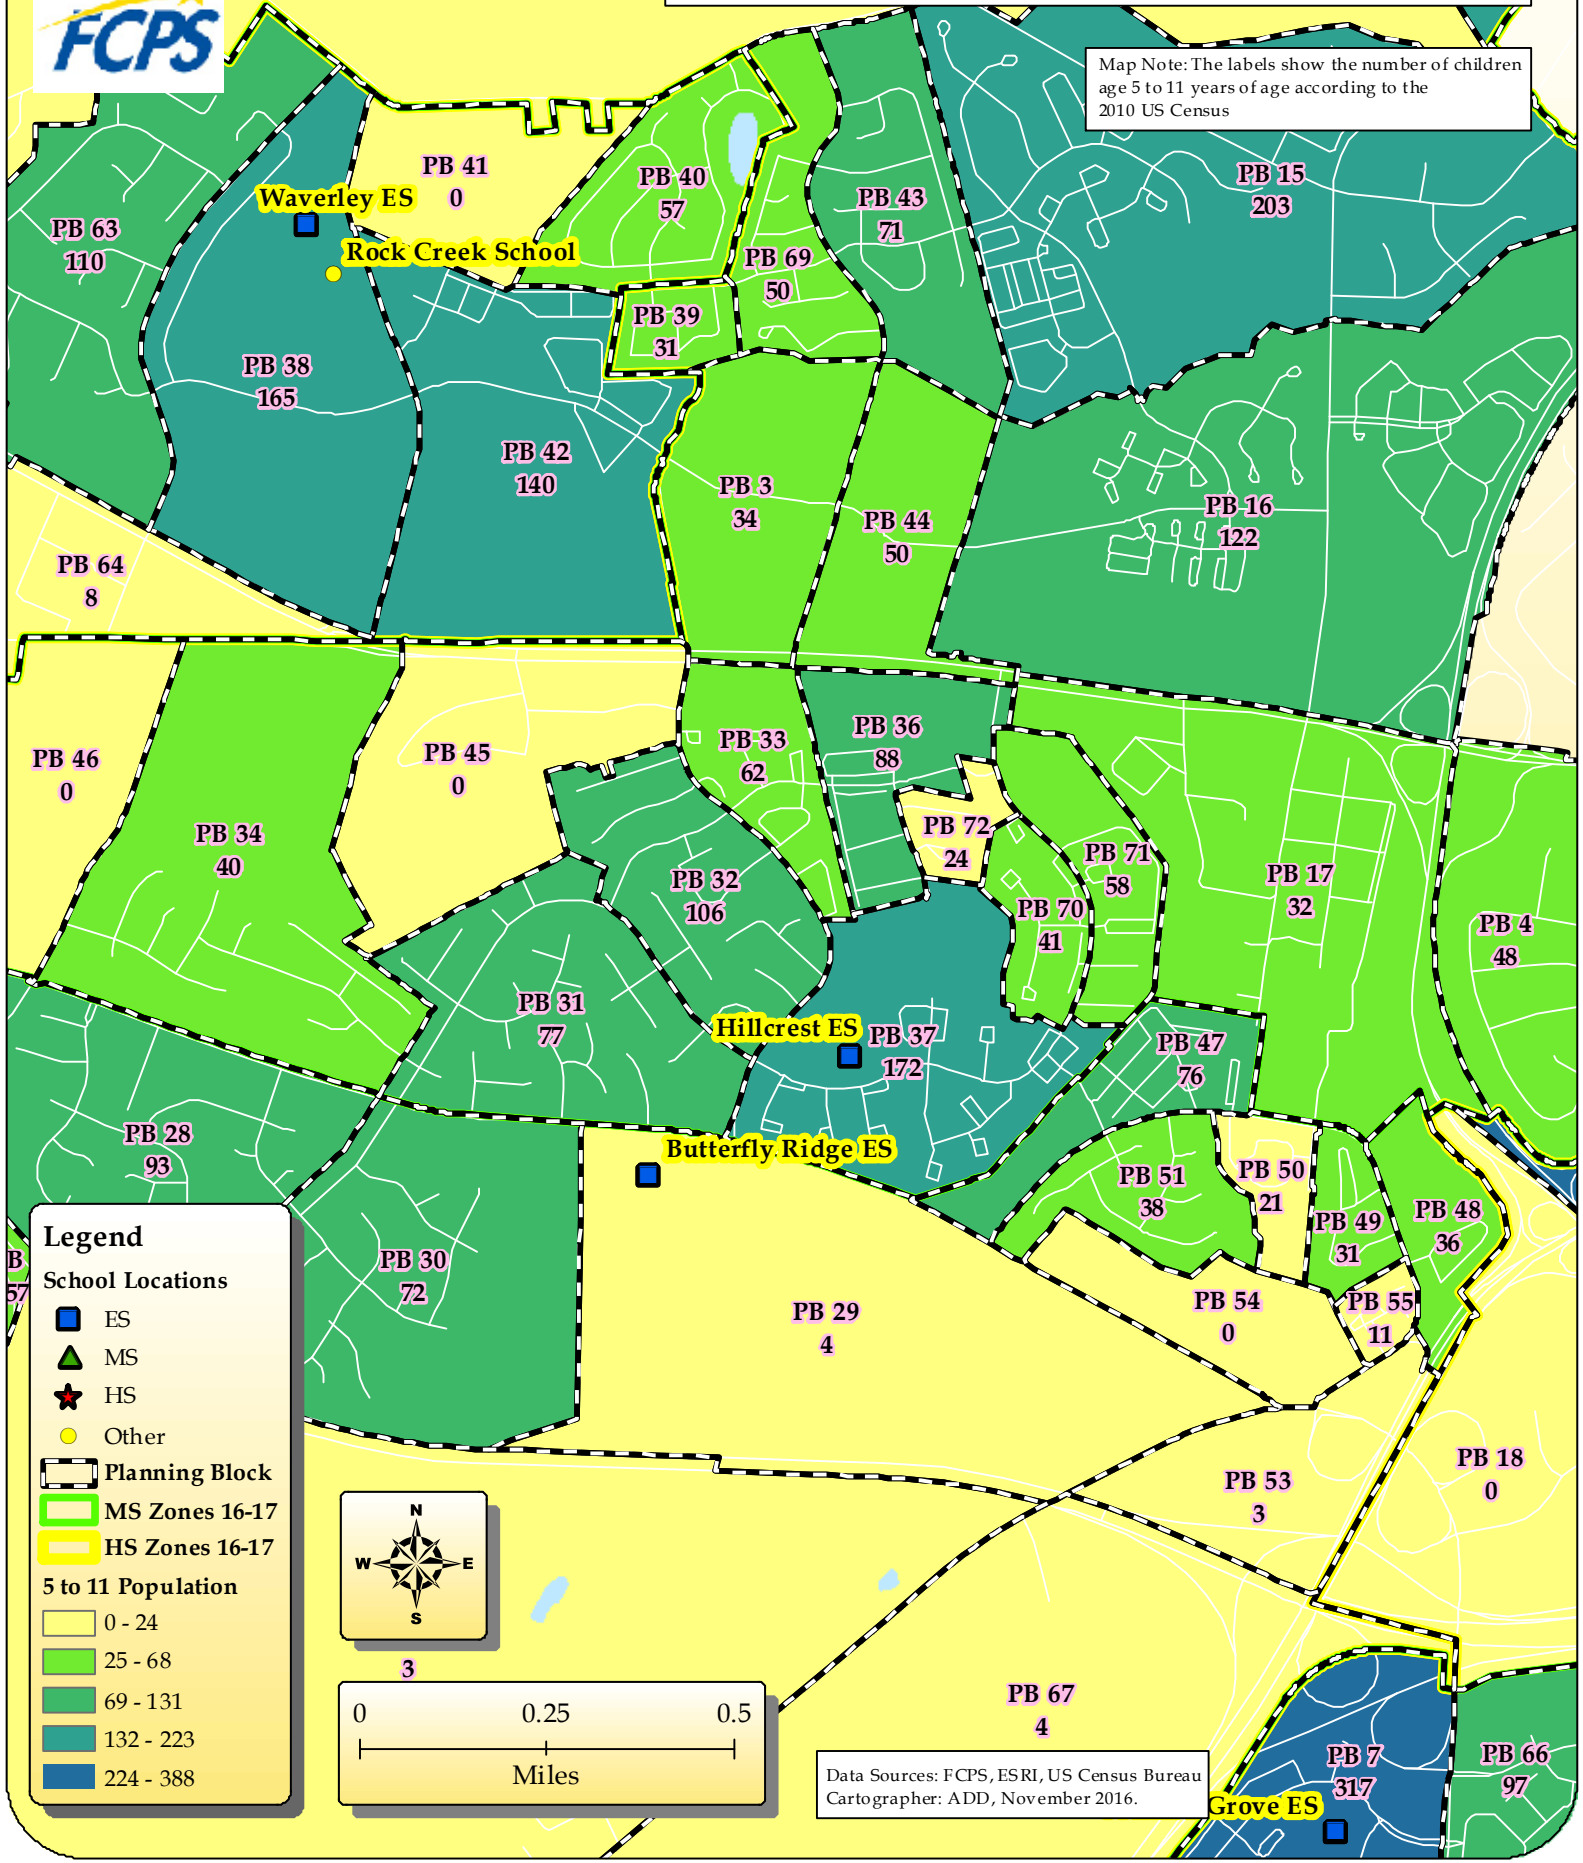 FCPS
Map Note: The labels show the number of children
age 5 to 11 years of age according to the
2010 US Census
PB 41
0
PB 40
57
PB 15
203
Waverley ES
PB 43
71
PB 63
110
Rock Creek School
PB 69
50
PB 39
31
PB 38
165
PB 42
140
PB 3
34
PB 44
50
PB 16
122
PB 64
8
PB 46
0
PB 45
0
PB 33
62
PB 36
88
PB 34
40
PB 72
24
PB 71
58
PB 17
32
PB 32
106
PB 70
41
PB 4
48
PB 31
77
Hillcrest ES
PB 37
172
PB 47
76
PB 28
93
Butterfly Ridge ES
PB 51
38
PB 50
21
PB 49
31
PB 48
36
B
57
PB 30
72
PB 29
4
PB 54
0
PB 55
11
PB 53
3
PB 18
0
Legend
School Locations
ES
MS
HS
Other
Planning Block
MS Zones 16-17
HS Zones 16-17
5 to 11 Population
0 - 24
25 - 68
69 - 131
132 - 223
224 - 388
N
W E
S
3
0 0.25 0.5
Miles
PB 67
4
PB 7
317
PB 66
97
Data Sources: FCPS, ESRI, US Census Bureau
Cartographer: ADD, November 2016.
Grove ES